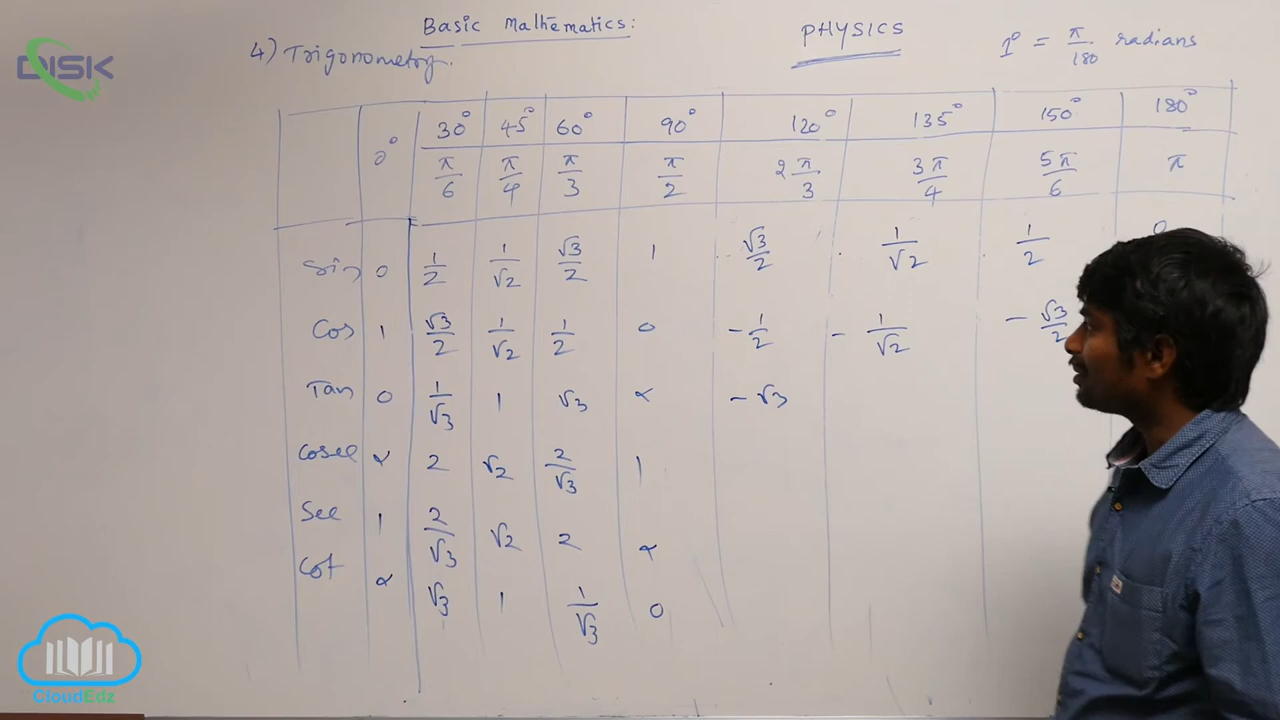 DISK
Basic Mathematics:
PHYSICS
1° = π/180 radians
4) Trigonometry.
0° 30° 45° 60° 90° 120° 135° 150° 180°
π/6 π/4 π/3 π/2 2π/3 3π/4 5π/6 π
Sin 0 1/2 1/√2 √3/2 1 √3/2 1/√2 1/2 0
Cos 1 √3/2 1/√2 1/2 0 -1/2 -1/√2 -√3/2
Tan 0 1/√3 1 √3 α -√3
Cosec α 2 √2 2/√3 1
Sec 1 2/√3 √2 2 α
Cot α √3 1 1/√3 0
CloudEdz